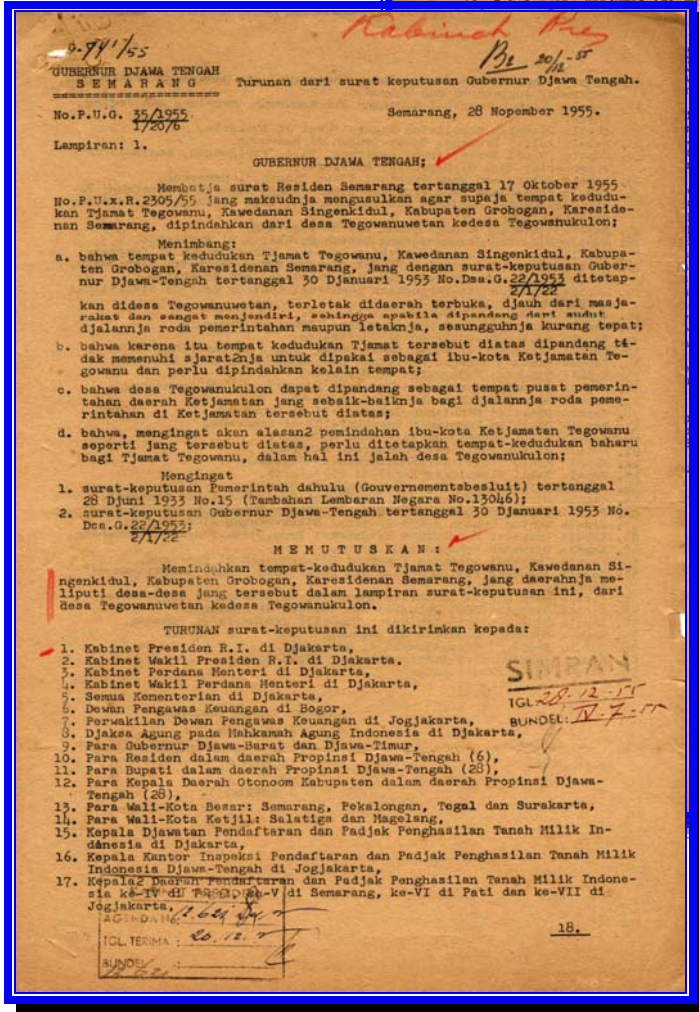 Kabinet Pres
9-741/55
B2 20/12-55
GUBERNUR DJAWA TENGAH
S E M A R A N G
Turunan dari surat keputusan Gubernur Djawa Tengah.
No.P.U.G. 35/1955
1/20/6
Semarang, 28 Nopember 1955.
Lampiran: 1.
GUBERNUR DJAWA TENGAH;
Membatja surat Residen Semarang tertanggal 17 Oktober 1955
No.P.U.x.R.2305/55 jang maksudnja mengusulkan agar supaja tempat kedudu-
kan Tjamat Tegowanu, Kawedanan Singenkidul, Kabupaten Grobogan, Kareside-
nan Semarang, dipindahkan dari desa Tegowanuwetan kedesa Tegowanukulon;
Menimbang:
a. bahwa tempat kedudukan Tjamat Tegowanu, Kawedanan Singenkidul, Kabupa-
ten Grobogan, Karesidenan Semarang, jang dengan surat-keputusan Guber-
nur Djawa-Tengah tertanggal 30 Djanuari 1953 No.Dsa.G.22/1953 ditetap-
2/1/22
kan didesa Tegowanuwetan, terletak didaerah terbuka, djauh dari masja-
rakat dan sangat menjendiri, sehingga apabila dipandang dari sudut
djalannja roda pemerintahan maupun letaknja, sesungguhnja kurang tepat;
b. bahwa karena itu tempat kedudukan Tjamat tersebut diatas dipandang ti-
dak memenuhi sjarat2nja untuk dipakai sebagai ibu-kota Ketjamatan Te-
gowanu dan perlu dipindahkan kelain tempat;
c. bahwa desa Tegowanukulon dapat dipandang sebagai tempat pusat pemerin-
tahan daerah Ketjamatan jang sebaik-baiknja bagi djalannja roda peme-
rintahan di Ketjamatan tersebut diatas;
d. bahwa, mengingat akan alasan2 pemindahan ibu-kota Ketjamatan Tegowanu
seperti jang tersebut diatas, perlu ditetapkan tempat-kedudukan baharu
bagi Tjamat Tegowanu, dalam hal ini jalah desa Tegowanukulon;
Mengingat
1. surat-keputusan Pemerintah dahulu (Gouvernementsbesluit) tertanggal
28 Djuni 1933 No.15 (Tambahan Lembaran Negara No.13046);
2. surat-keputusan Gubernur Djawa-Tengah tertanggal 30 Djanuari 1953 No.
Dsa.G.22/1953;
2/1/22
M E M U T U S K A N :
Memindahkan tempat-kedudukan Tjamat Tegowanu, Kawedanan Si-
ngenkidul, Kabupaten Grobogan, Karesidenan Semarang, jang daerahnja me-
liputi desa-desa jang tersebut dalam lampiran surat-keputusan ini, dari
desa Tegowanuwetan kedesa Tegowanukulon.
TURUNAN surat-keputusan ini dikirimkan kepada:
1. Kabinet Presiden R.I. di Djakarta,
2. Kabinet Wakil Presiden R.I. di Djakarta.
3. Kabinet Perdana Menteri di Djakarta,
4. Kabinet Wakil Perdana Menteri di Djakarta,
5. Semua Kementerian di Djakarta,
6. Dewan Pengawas Keuangan di Bogor,
7. Perwakilan Dewan Pengawas Keuangan di Jogjakarta,
8. Djaksa Agung pada Mahkamah Agung Indonesia di Djakarta,
9. Para Gubernur Djawa-Barat dan Djawa-Timur,
10. Para Residen dalam daerah Propinsi Djawa-Tengah (6),
11. Para Bupati dalam daerah Propinsi Djawa-Tengah (28),
12. Para Kepala Daerah Otonoom Kabupaten dalam daerah Propinsi Djawa-
Tengah (28),
13. Para Wali-Kota Besar: Semarang, Pekalongan, Tegal dan Surakarta,
14. Para Wali-Kota Ketjil: Salatiga dan Magelang,
15. Kepala Djawatan Pendaftaran dan Padjak Penghasilan Tanah Milik In-
dánesia di Djakarta,
16. Kepala Kantor Inspeksi Pendaftaran dan Padjak Penghasilan Tanah Milik
Indonesia Djawa-Tengah di Jogjakarta,
17. Kepala2 Daerah Pendaftaran dan Padjak Penghasilan Tanah Milik Indone-
sia ke-IV di Tegal, ke-V di Semarang, ke-VI di Pati dan ke-VII di
Jogjakarta,
SIMPAN
TGL. 28-12-55
BUNDEL: IV-7-55
AGENDA No. 12.621
TGL. TERIMA : 20.12.
BUNDEL :
18.